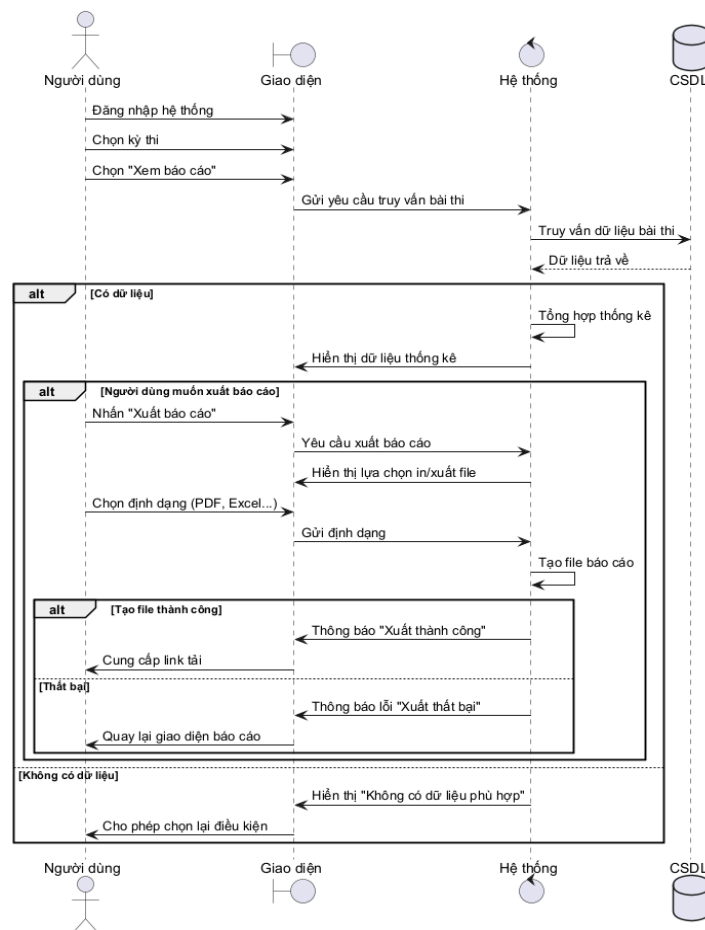 Người dùng
Giao diện
Hệ thống
CSDL
Đăng nhập hệ thống
Chọn kỳ thi
Chọn "Xem báo cáo"
Gửi yêu cầu truy vấn bài thi
Truy vấn dữ liệu bài thi
Dữ liệu trả về
alt [Có dữ liệu]
Tổng hợp thống kê
Hiển thị dữ liệu thống kê
alt [Người dùng muốn xuất báo cáo]
Nhấn "Xuất báo cáo"
Yêu cầu xuất báo cáo
Hiển thị lựa chọn in/xuất file
Chọn định dạng (PDF, Excel...)
Gửi định dạng
Tạo file báo cáo
alt [Tạo file thành công]
Thông báo "Xuất thành công"
Cung cấp link tải
[Thất bại]
Thông báo lỗi "Xuất thất bại"
Quay lại giao diện báo cáo
[Không có dữ liệu]
Hiển thị "Không có dữ liệu phù hợp"
Cho phép chọn lại điều kiện
Người dùng
Giao diện
Hệ thống
CSDL